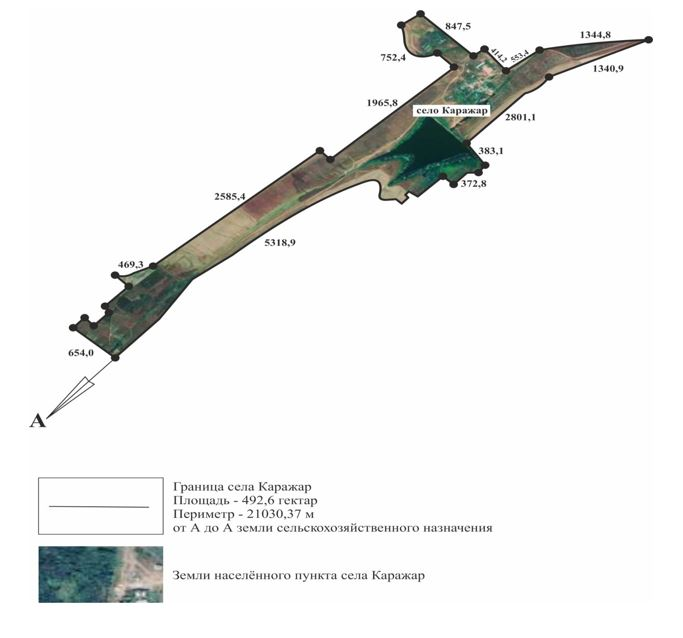 847,5
1344,8
414,2
553,4
752,4
1340,9
1965,8
село Каражар
2801,1
383,1
372,8
2585,4
5318,9
469,3
654,0
А
Граница села Каражар
Площадь - 492,6 гектар
Периметр - 21030,37 м
от А до А земли сельскохозяйственного назначения
Земли населённого пункта села Каражар